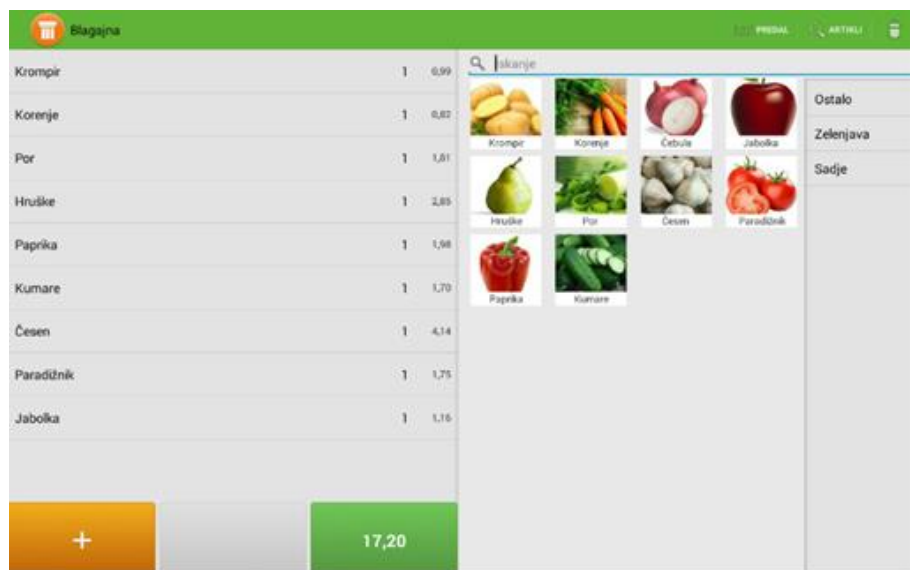 Blagajna
PREDAL
ARTIKLI
Krompir 1 0,99
Korenje 1 0,82
Por 1 1,81
Hruške 1 2,85
Paprika 1 1,98
Kumare 1 1,70
Česen 1 4,14
Paradižnik 1 1,75
Jabolka 1 1,16
+
17,20
Iskanje
Krompir Korenje Čebula Jabolka
Hruške Por Česen Paradižnik
Paprika Kumare
Ostalo
Zelenjava
Sadje